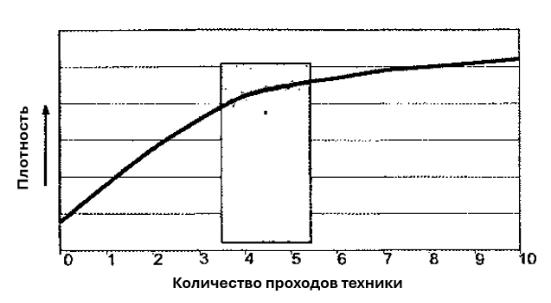 Плотность
0 1 2 3 4 5 6 7 8 9 10
Количество проходов техники